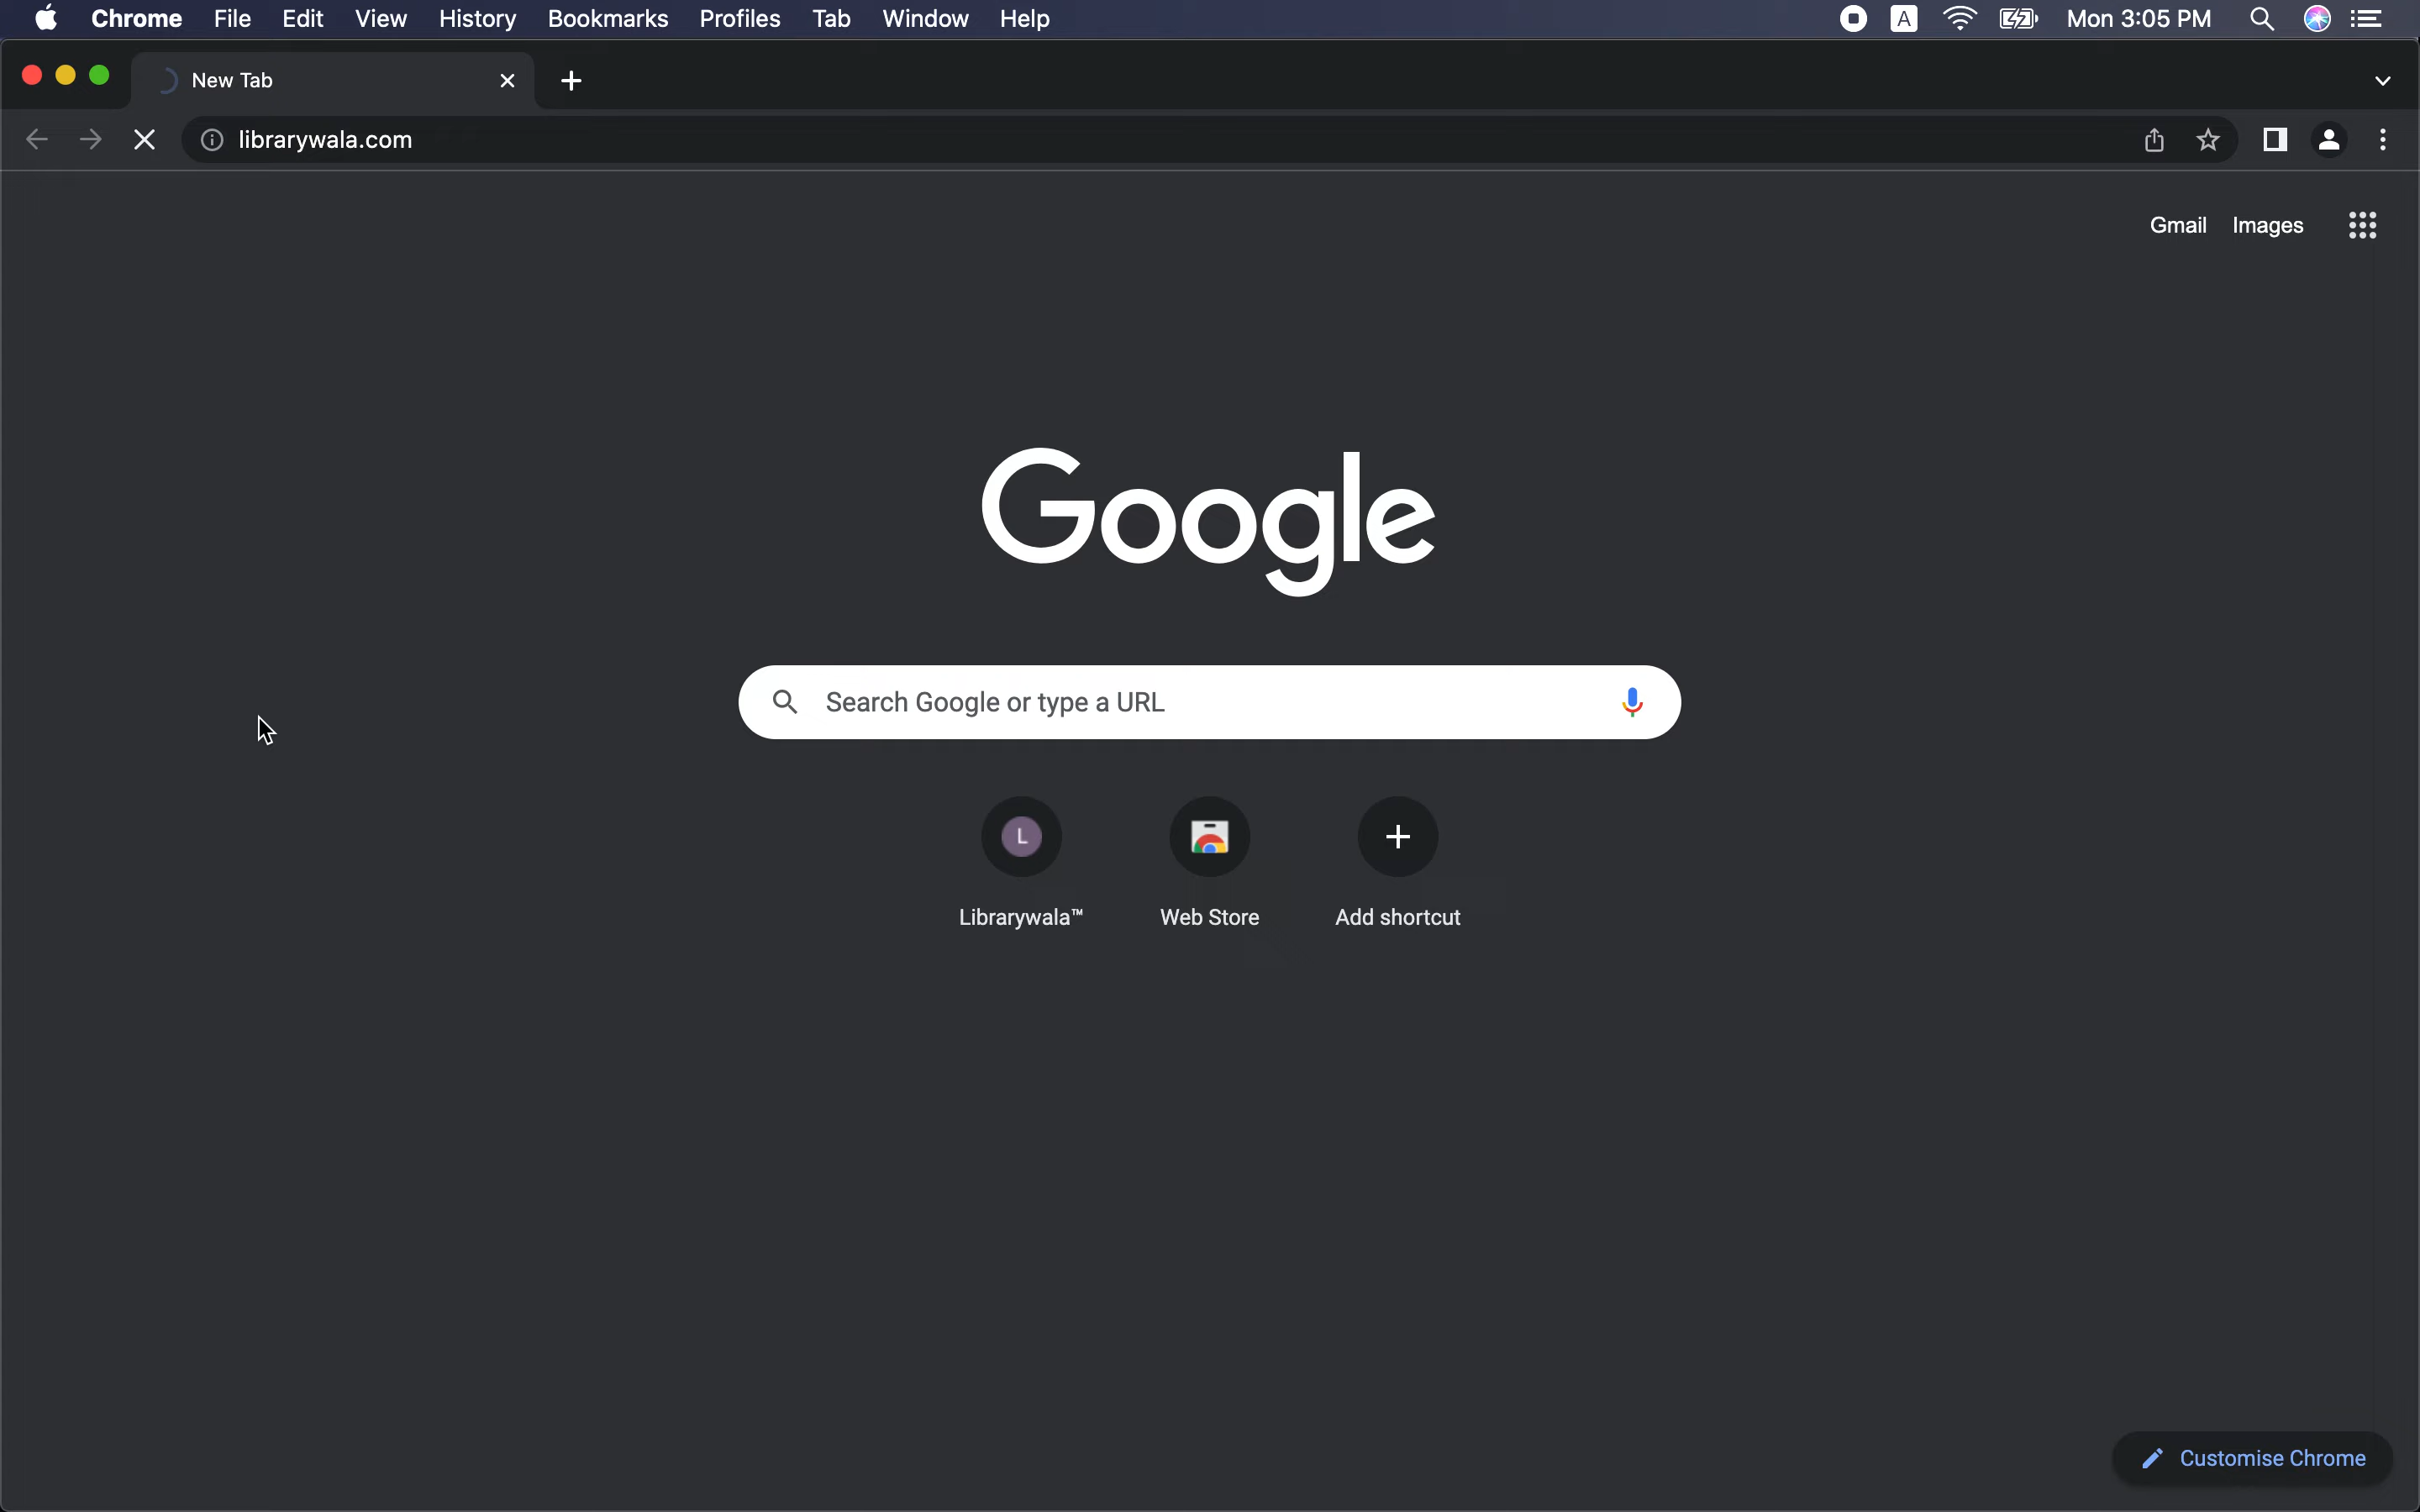 Chrome File Edit View History Bookmarks Profiles Tab Window Help A Mon 3:05 PM
New Tab
librarywala.com
Gmail Images
Google
Search Google or type a URL
L
Librarywala™ Web Store Add shortcut
Customise Chrome